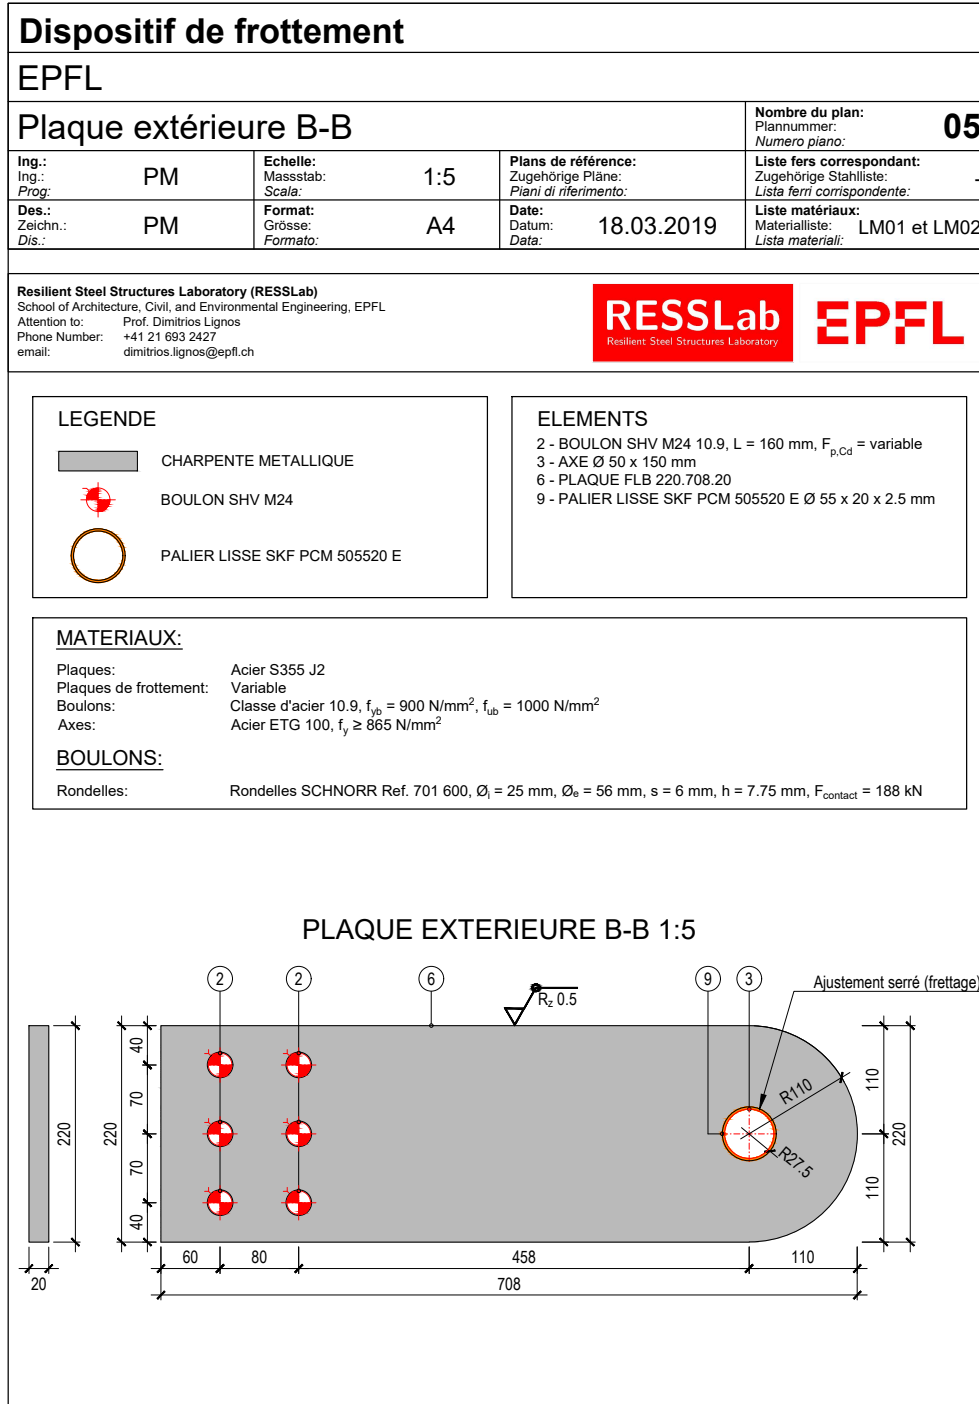 Dispositif de frottement
EPFL
Plaque extérieure B-B
Nombre du plan:
Plannummer:
Numero piano:
05
Ing.:
Ing.:
Prog:
PM
Echelle:
Massstab:
Scala:
1:5
Plans de référence:
Zugehörige Pläne:
Piani di riferimento:
Liste fers correspondant:
Zugehörige Stahlliste:
Lista ferri corrispondente:
-
Des.:
Zeichn.:
Dis.:
PM
Format:
Grösse:
Formato:
A4
Date:
Datum:
Data:
18.03.2019
Liste matériaux:
Materialliste:
Lista materiali:
LM01 et LM02
Resilient Steel Structures Laboratory (RESSLab)
School of Architecture, Civil, and Environmental Engineering, EPFL
Attention to: Prof. Dimitrios Lignos
Phone Number: +41 21 693 2427
email: dimitrios.lignos@epfl.ch
RESSLab
Resilient Steel Structures Laboratory
EPFL
LEGENDE
CHARPENTE METALLIQUE
BOULON SHV M24
PALIER LISSE SKF PCM 505520 E
ELEMENTS
2 - BOULON SHV M24 10.9, L = 160 mm, Fp,Cd = variable
3 - AXE Ø 50 x 150 mm
6 - PLAQUE FLB 220.708.20
9 - PALIER LISSE SKF PCM 505520 E Ø 55 x 20 x 2.5 mm
MATERIAUX:
Plaques: Acier S355 J2
Plaques de frottement: Variable
Boulons: Classe d'acier 10.9, fyb = 900 N/mm², fub = 1000 N/mm²
Axes: Acier ETG 100, fy ≥ 865 N/mm²
BOULONS:
Rondelles: Rondelles SCHNORR Ref. 701 600, Øi = 25 mm, Øe = 56 mm, s = 6 mm, h = 7.75 mm, Fcontact = 188 kN
PLAQUE EXTERIEURE B-B 1:5
2
2
6
Rz 0.5
9
3
Ajustement serré (frettage)
220
20
220
40
70
70
40
R110
R27.5
110
110
220
60
80
458
110
708